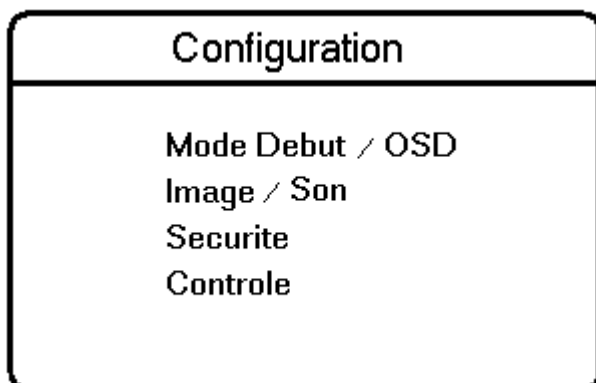 Configuration
Mode Debut / OSD
Image / Son
Securite
Controle